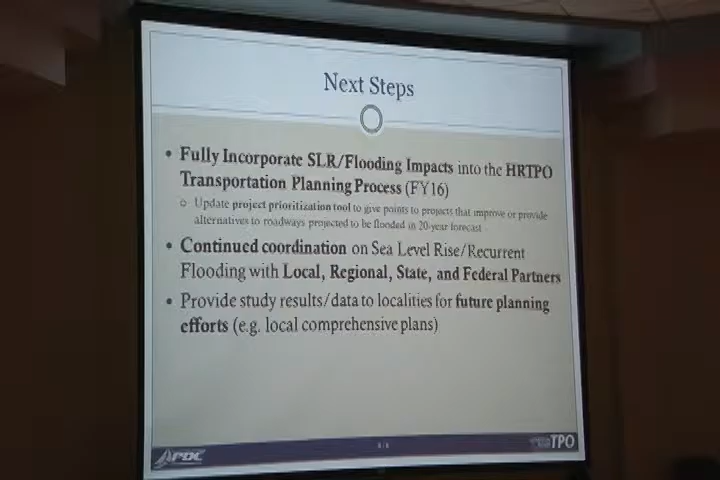 Next Steps
• Fully Incorporate SLR/Flooding Impacts into the HRTPO
Transportation Planning Process (FY16)
○ Update project prioritization tool to give points to projects that improve or provide
alternatives to roadways projected to be flooded in 20-year forecast
• Continued coordination on Sea Level Rise/Recurrent
Flooding with Local, Regional, State, and Federal Partners
• Provide study results/data to localities for future planning
efforts (e.g. local comprehensive plans)
PDC
TPO